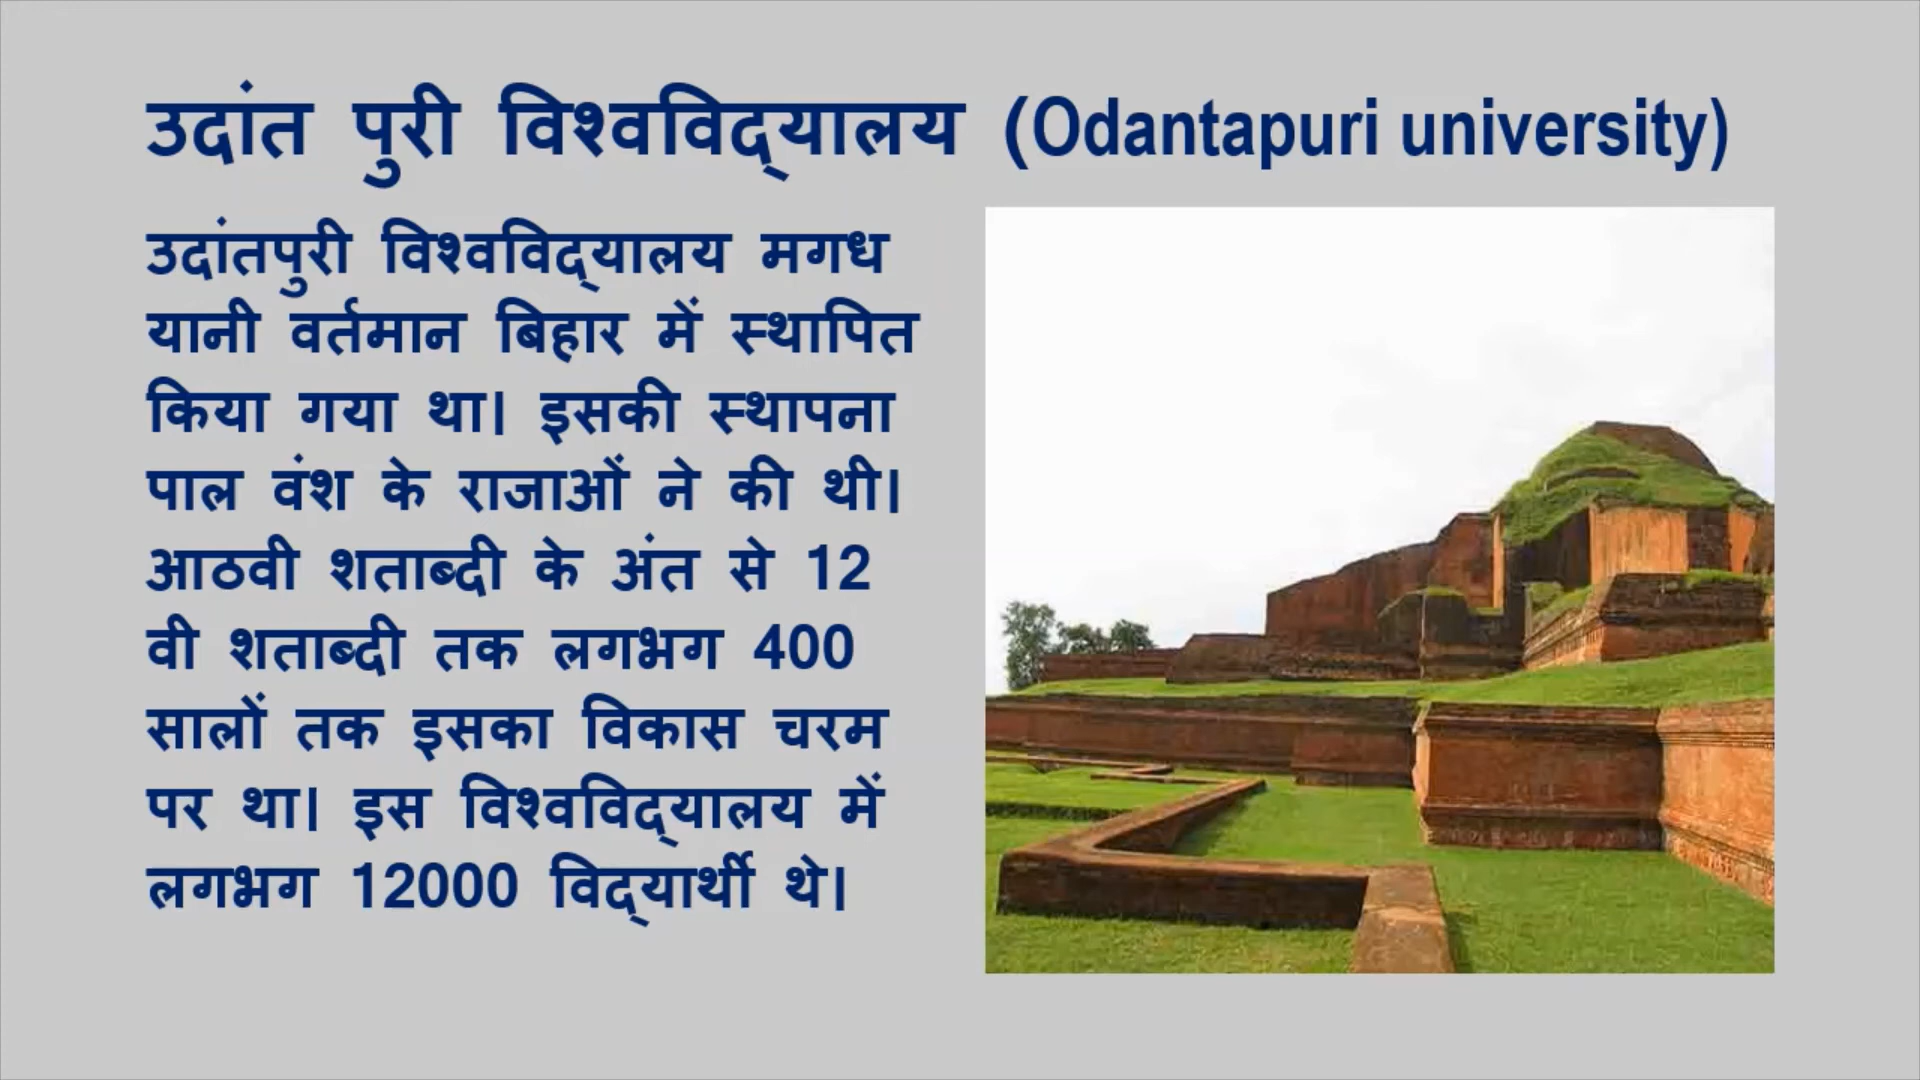 उदांत पुरी विश्वविद्यालय (Odantapuri university)
उदांतपुरी विश्वविद्यालय मगध
यानी वर्तमान बिहार में स्थापित
किया गया था। इसकी स्थापना
पाल वंश के राजाओं ने की थी।
आठवी शताब्दी के अंत से 12
वी शताब्दी तक लगभग 400
सालों तक इसका विकास चरम
पर था। इस विश्वविद्यालय में
लगभग 12000 विद्यार्थी थे।